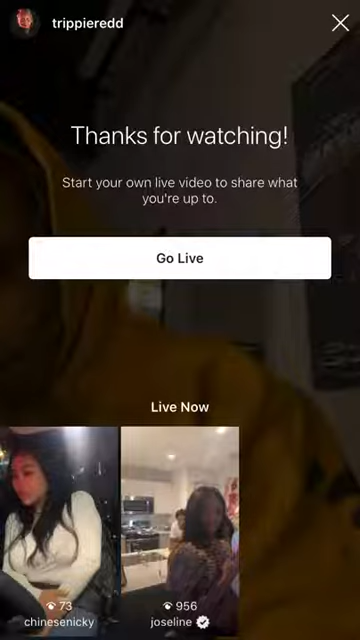 trippieredd
Thanks for watching!
Start your own live video to share what
you're up to.
Go Live
Live Now
73
956
chinesenicky
joseline